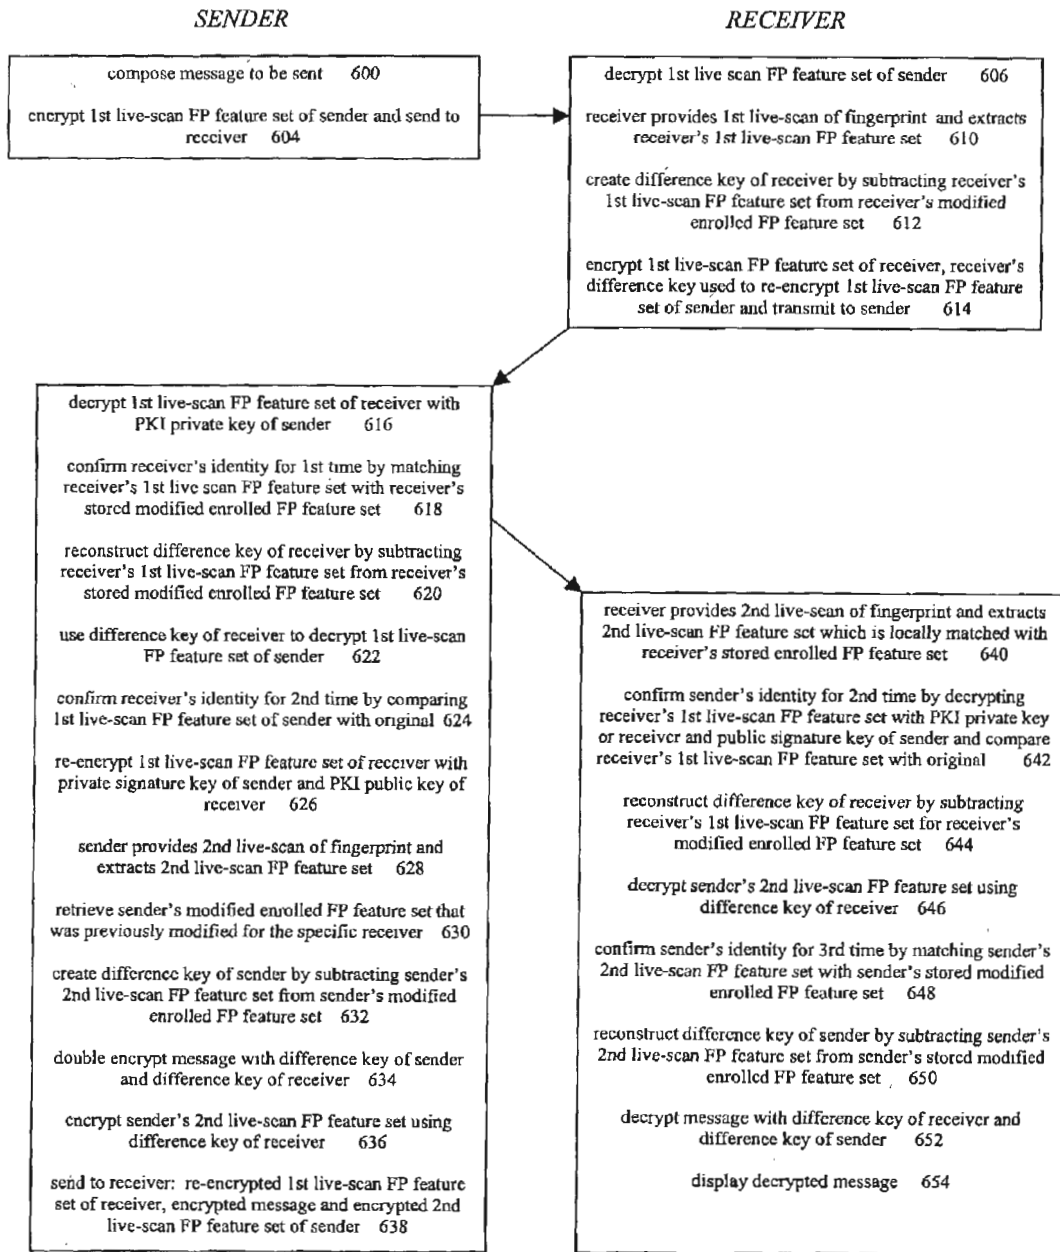 SENDER
RECEIVER
compose message to be sent 600
encrypt 1st live-scan FP feature set of sender and send to
receiver 604
decrypt 1st live scan FP feature set of sender 606
receiver provides 1st live-scan of fingerprint and extracts
receiver's 1st live-scan FP feature set 610
create difference key of receiver by subtracting receiver's
1st live-scan FP feature set from receiver's modified
enrolled FP feature set 612
encrypt 1st live-scan FP feature set of receiver, receiver's
difference key used to re-encrypt 1st live-scan FP feature
set of sender and transmit to sender 614
decrypt 1st live-scan FP feature set of receiver with
PKI private key of sender 616
confirm receiver's identity for 1st time by matching
receiver's 1st live scan FP feature set with receiver's
stored modified enrolled FP feature set 618
reconstruct difference key of receiver by subtracting
receiver's 1st live-scan FP feature set from receiver's
stored modified enrolled FP feature set 620
use difference key of receiver to decrypt 1st live-scan
FP feature set of sender 622
confirm receiver's identity for 2nd time by comparing
1st live-scan FP feature set of sender with original 624
re-encrypt 1st live-scan FP feature set of receiver with
private signature key of sender and PKI public key of
receiver 626
sender provides 2nd live-scan of fingerprint and
extracts 2nd live-scan FP feature set 628
retrieve sender's modified enrolled FP feature set that
was previously modified for the specific receiver 630
create difference key of sender by subtracting sender's
2nd live-scan FP feature set from sender's modified
enrolled FP feature set 632
double encrypt message with difference key of sender
and difference key of receiver 634
encrypt sender's 2nd live-scan FP feature set using
difference key of receiver 636
send to receiver: re-encrypted 1st live-scan FP feature
set of receiver, encrypted message and encrypted 2nd
live-scan FP feature set of sender 638
receiver provides 2nd live-scan of fingerprint and extracts
2nd live-scan FP feature set which is locally matched with
receiver's stored enrolled FP feature set 640
confirm sender's identity for 2nd time by decrypting
receiver's 1st live-scan FP feature set with PKI private key
or receiver and public signature key of sender and compare
receiver's 1st live-scan FP feature set with original 642
reconstruct difference key of receiver by subtracting
receiver's 1st live-scan FP feature set for receiver's
modified enrolled FP feature set 644
decrypt sender's 2nd live-scan FP feature set using
difference key of receiver 646
confirm sender's identity for 3rd time by matching sender's
2nd live-scan FP feature set with sender's stored modified
enrolled FP feature set 648
reconstruct difference key of sender by subtracting sender's
2nd live-scan FP feature set from sender's stored modified
enrolled FP feature set 650
decrypt message with difference key of receiver and
difference key of sender 652
display decrypted message 654